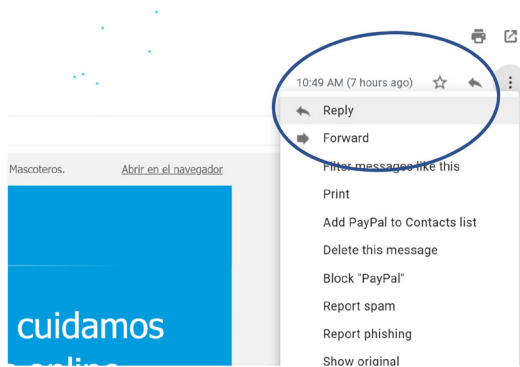 10:49 AM (7 hours ago)
Reply
Forward
Filter messages like this
Mascoteros. Abrir en el navegador
Print
Add PayPal to Contacts list
Delete this message
Block "PayPal"
Report spam
cuidamos
Report phishing
Show original
online